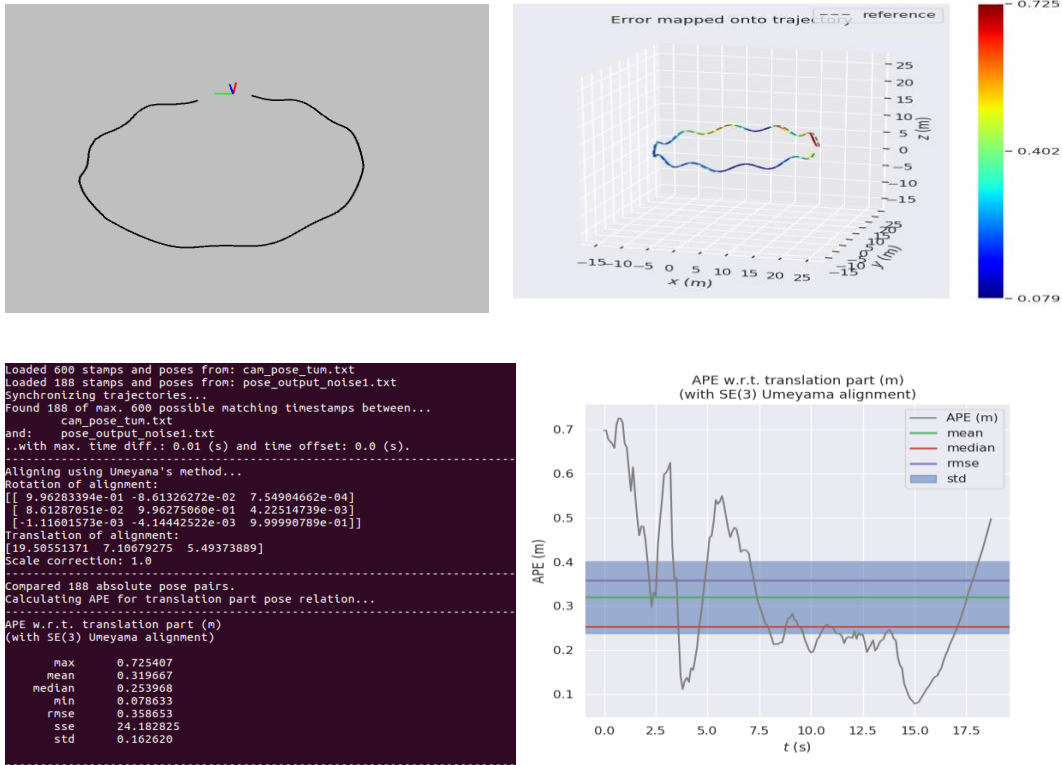 Error mapped onto trajectory
reference
0.725
0.402
0.079
25
20
15
10
5
0
−5
−10
−15
z (m)
−15
−10
−5
0
5
10
15
20
25
x (m)
y (m)
Loaded 600 stamps and poses from: cam_pose_tum.txt
Loaded 188 stamps and poses from: pose_output_noise1.txt
Synchronizing trajectories...
Found 188 of max. 600 possible matching timestamps between...
cam_pose_tum.txt
and: pose_output_noise1.txt
..with max. time diff.: 0.01 (s) and time offset: 0.0 (s).
Aligning using Umeyama's method...
Rotation of alignment:
[[ 9.96283394e-01 -8.61326272e-02 7.54904662e-04]
[ 8.61287051e-02 9.96275060e-01 4.22514739e-03]
[-1.11601573e-03 -4.14442522e-03 9.99990789e-01]]
Translation of alignment:
[19.50551371 7.10679275 5.49373889]
Scale correction: 1.0
Compared 188 absolute pose pairs.
Calculating APE for translation part pose relation...
APE w.r.t. translation part (m)
(with SE(3) Umeyama alignment)
max 0.725407
mean 0.319667
median 0.253968
min 0.078633
rmse 0.358653
sse 24.182825
std 0.162620
APE w.r.t. translation part (m)
(with SE(3) Umeyama alignment)
APE (m)
mean
median
rmse
std
0.7
0.6
0.5
0.4
0.3
0.2
0.1
APE (m)
0.0 2.5 5.0 7.5 10.0 12.5 15.0 17.5
t (s)